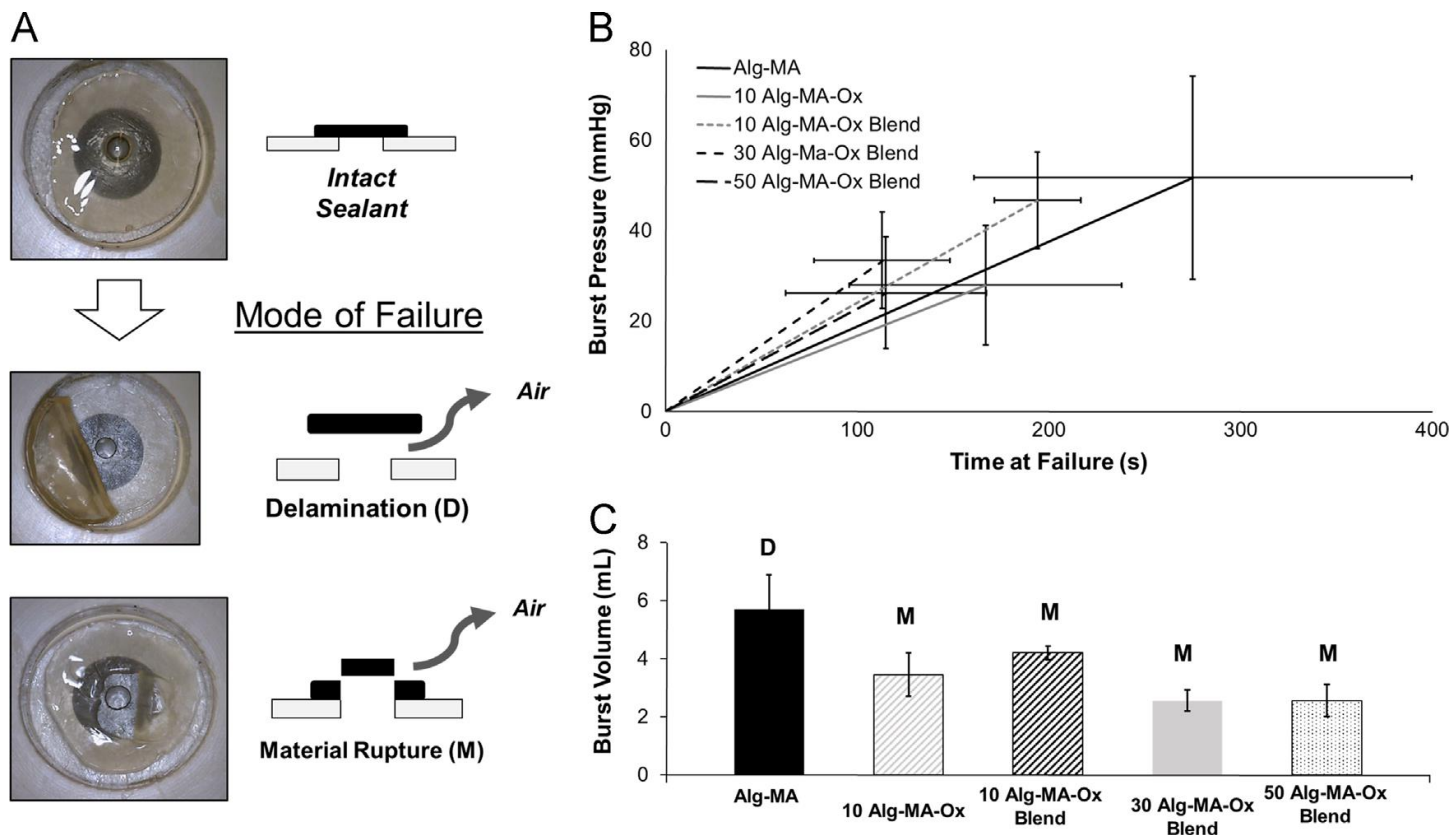 A
Intact
Sealant
Mode of Failure
Air
Delamination (D)
Air
Material Rupture (M)
B
Burst Pressure (mmHg)
80
60
40
20
0
Alg-MA
10 Alg-MA-Ox
10 Alg-MA-Ox Blend
30 Alg-Ma-Ox Blend
50 Alg-MA-Ox Blend
0
100
200
300
400
Time at Failure (s)
C
Burst Volume (mL)
8
6
4
2
0
D
M
M
M
M
Alg-MA
10 Alg-MA-Ox
10 Alg-MA-Ox
Blend
30 Alg-MA-Ox
Blend
50 Alg-MA-Ox
Blend